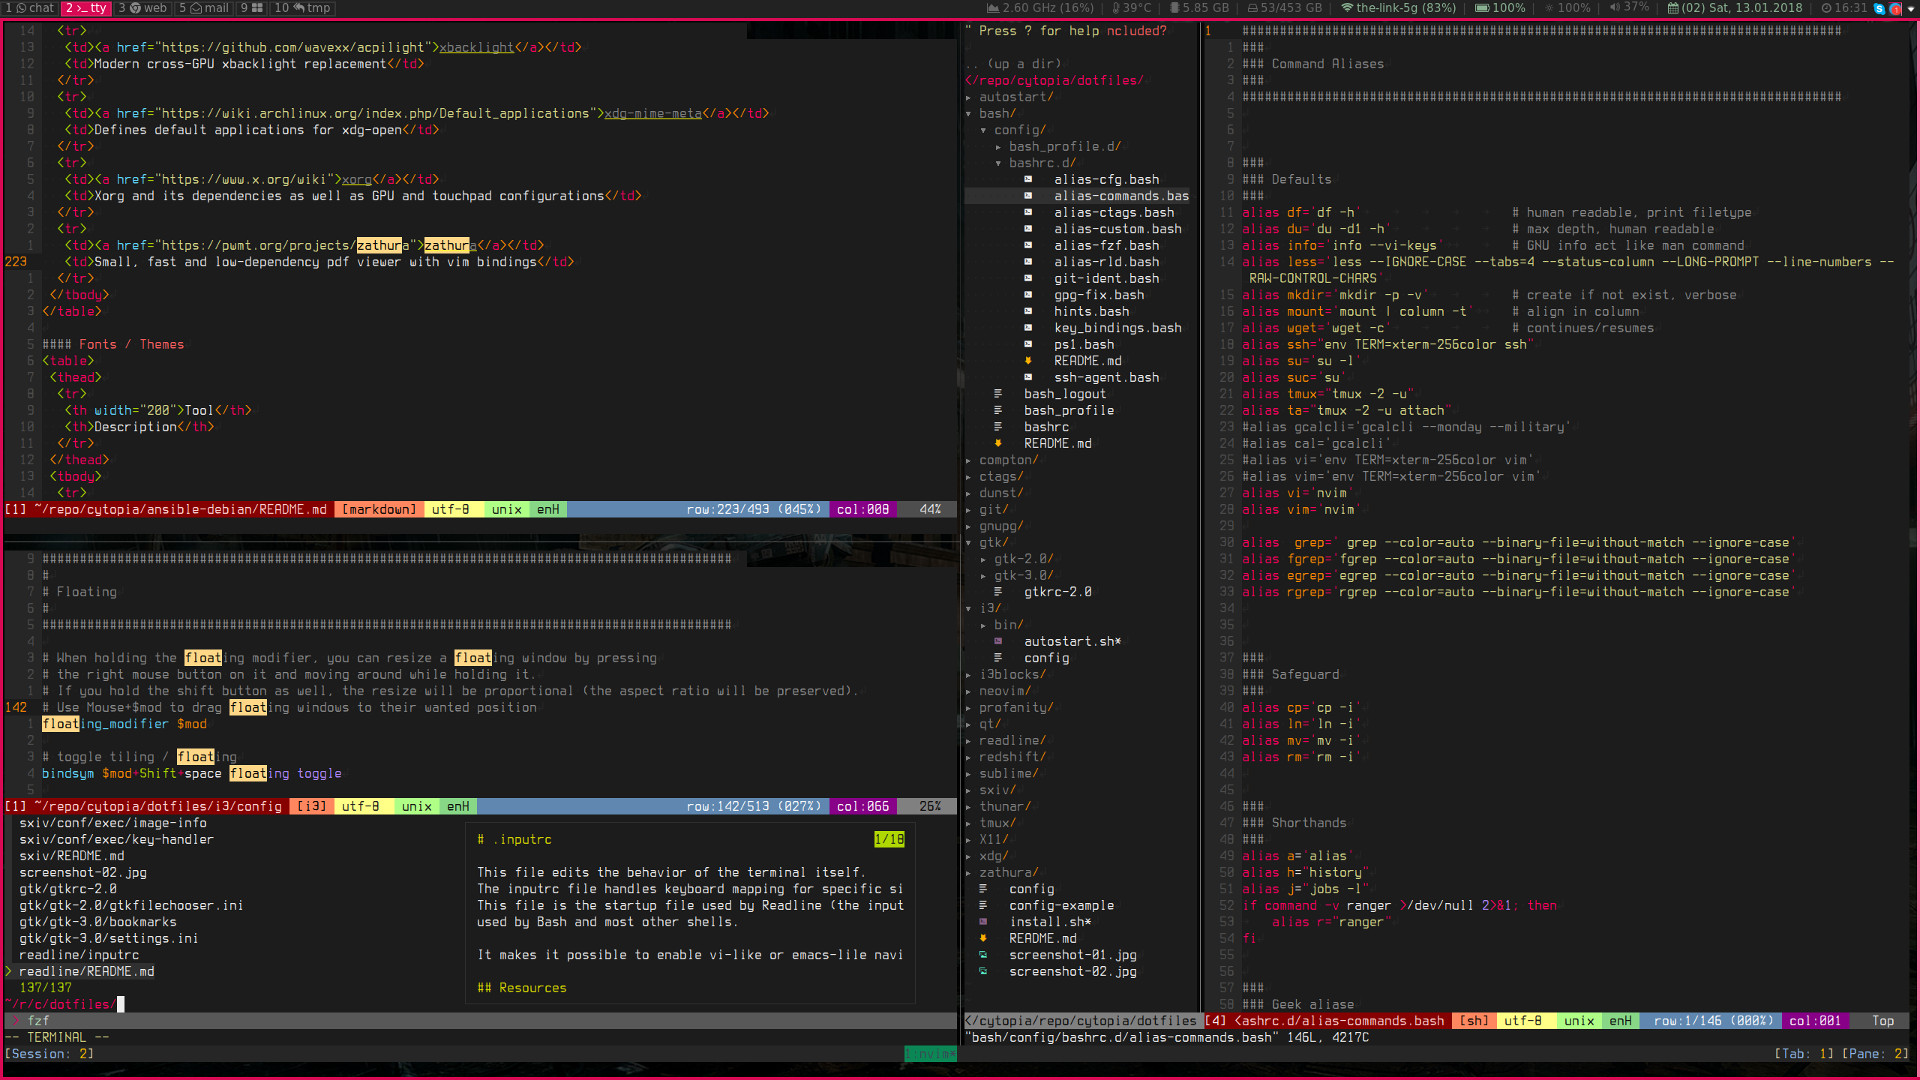 1 chat 2 >_ tty 3 web 5 mail 9 10 tmp 2.60 GHz (16%) 39°C 5.85 GB 53/453 GB the-link-5g (83%) 100% 100% 37% (02) Sat, 13.01.2018 16:31
14 <tr>
13 <td><a href="https://github.com/wavexx/acpilight">xbacklight</a></td>
12 <td>Modern cross-GPU xbacklight replacement</td>
11 </tr>
10 <tr>
9 <td><a href="https://wiki.archlinux.org/index.php/Default_applications">xdg-mime-meta</a></td>
8 <td>Defines default applications for xdg-open</td>
7 </tr>
6 <tr>
5 <td><a href="https://www.x.org/wiki">xorg</a></td>
4 <td>Xorg and its dependencies as well as GPU and touchpad configurations</td>
3 </tr>
2 <tr>
1 <td><a href="https://pwmt.org/projects/zathura">zathura</a></td>
223 <td>Small, fast and low-dependency pdf viewer with vim bindings</td>
1 </tr>
2 </tbody>
3 </table>
4
5 #### Fonts / Themes
6 <table>
7 <thead>
8 <tr>
9 <th width="200">Tool</th>
10 <th>Description</th>
11 </tr>
12 </thead>
13 <tbody>
14 <tr>
[1] ~/repo/cytopia/ansible-debian/README.md [markdown] utf-8 unix enH row:223/493 (045%) col:008 44%
9 ############################################################################################
8 #
7 # Floating
6 #
5 ############################################################################################
4
3 # When holding the floating modifier, you can resize a floating window by pressing
2 # the right mouse button on it and moving around while holding it.
1 # If you hold the shift button as well, the resize will be proportional (the aspect ratio will be preserved).
142 # Use Mouse+$mod to drag floating windows to their wanted position
1 floating_modifier $mod
2
3 # toggle tiling / floating
4 bindsym $mod+Shift+space floating toggle
5
[1] ~/repo/cytopia/dotfiles/i3/config [i3] utf-8 unix enH row:142/513 (027%) col:066 26%
sxiv/conf/exec/image-info
sxiv/conf/exec/key-handler
sxiv/README.md
screenshot-02.jpg
gtk/gtkrc-2.0
gtk/gtk-2.0/gtkfilechooser.ini
gtk/gtk-3.0/bookmarks
gtk/gtk-3.0/settings.ini
readline/inputrc
> readline/README.md
137/137
~/r/c/dotfiles/
> fzf
-- TERMINAL --
[Session: 2]
# .inputrc 1/18
This file edits the behavior of the terminal itself.
The inputrc file handles keyboard mapping for specific si
This file is the startup file used by Readline (the input
used by Bash and most other shells.
It makes it possible to enable vi-like or emacs-lile navi
## Resources
1:nvim*
" Press ? for help ncluded?
.. (up a dir)
</repo/cytopia/dotfiles/
▸ autostart/
▾ bash/
▾ config/
▸ bash_profile.d/
▾ bashrc.d/
alias-cfg.bash
alias-commands.bas
alias-ctags.bash
alias-custom.bash
alias-fzf.bash
alias-rld.bash
git-ident.bash
gpg-fix.bash
hints.bash
key_bindings.bash
ps1.bash
README.md
ssh-agent.bash
bash_logout
bash_profile
bashrc
README.md
▸ compton/
▸ ctags/
▸ dunst/
▸ git/
▸ gnupg/
▾ gtk/
▸ gtk-2.0/
▸ gtk-3.0/
gtkrc-2.0
▾ i3/
▸ bin/
autostart.sh*
config
▸ i3blocks/
▸ neovim/
▸ profanity/
▸ qt/
▸ readline/
▸ redshift/
▸ sublime/
▸ sxiv/
▸ thunar/
▸ tmux/
▸ X11/
▸ xdg/
▸ zathura/
config
config-example
install.sh*
README.md
screenshot-01.jpg
screenshot-02.jpg
</cytopia/repo/cytopia/dotfiles
1 ################################################################################
1 ###
2 ### Command Aliases
3 ###
4 ################################################################################
5
6
7
8 ###
9 ### Defaults
10 ###
11 alias df='df -h' # human readable, print filetype
12 alias du='du -d1 -h' # max depth, human readable
13 alias info='info --vi-keys' # GNU info act like man command
14 alias less='less --IGNORE-CASE --tabs=4 --status-column --LONG-PROMPT --line-numbers --
RAW-CONTROL-CHARS'
15 alias mkdir='mkdir -p -v' # create if not exist, verbose
16 alias mount='mount | column -t' # align in column
17 alias wget='wget -c' # continues/resumes
18 alias ssh="env TERM=xterm-256color ssh"
19 alias su='su -l'
20 alias suc='su'
21 alias tmux="tmux -2 -u"
22 alias ta="tmux -2 -u attach"
23 #alias gcalcli='gcalcli --monday --military'
24 #alias cal='gcalcli'
25 #alias vi='env TERM=xterm-256color vim'
26 #alias vim='env TERM=xterm-256color vim'
27 alias vi='nvim'
28 alias vim='nvim'
29
30 alias  grep=' grep --color=auto --binary-file=without-match --ignore-case'
31 alias fgrep='fgrep --color=auto --binary-file=without-match --ignore-case'
32 alias egrep='egrep --color=auto --binary-file=without-match --ignore-case'
33 alias rgrep='rgrep --color=auto --binary-file=without-match --ignore-case'
34
35
36
37 ###
38 ### Safeguard
39 ###
40 alias cp='cp -i'
41 alias ln='ln -i'
42 alias mv='mv -i'
43 alias rm='rm -i'
44
45
46 ###
47 ### Shorthands
48 ###
49 alias a='alias'
50 alias h="history"
51 alias j="jobs -l"
52 if command -v ranger >/dev/null 2>&1; then
53 alias r="ranger"
54 fi
55
56
57 ###
58 ### Geek aliase
[4] <ashrc.d/alias-commands.bash [sh] utf-8 unix enH row:1/146 (000%) col:001 Top
"bash/config/bashrc.d/alias-commands.bash" 146L, 4217C
[Tab: 1] [Pane: 2]